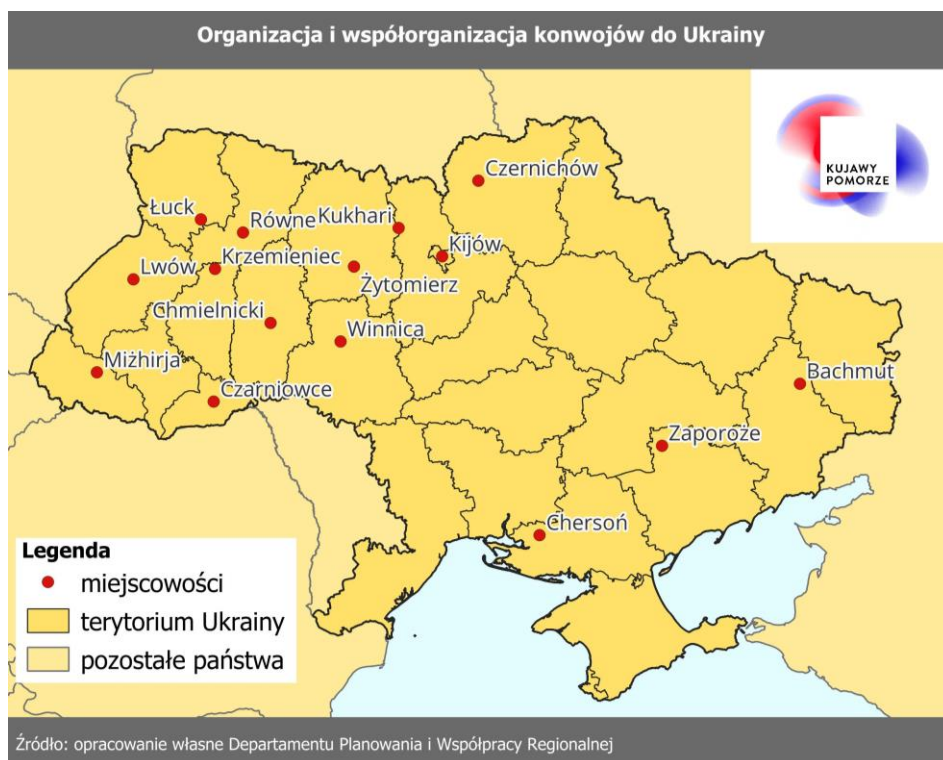 Organizacja i współorganizacja konwojów do Ukrainy
KUJAWY
POMORZE
Czernichów
Łuck
Równe
Kukhari
Kijów
Krzemieniec
Lwów
Żytomierz
Chmielnicki
Winnica
Miżhirja
Bachmut
Czarniowce
Zaporoże
Chersoń
Legenda
miejscowości
terytorium Ukrainy
pozostałe państwa
Źródło: opracowanie własne Departamentu Planowania i Współpracy Regionalnej